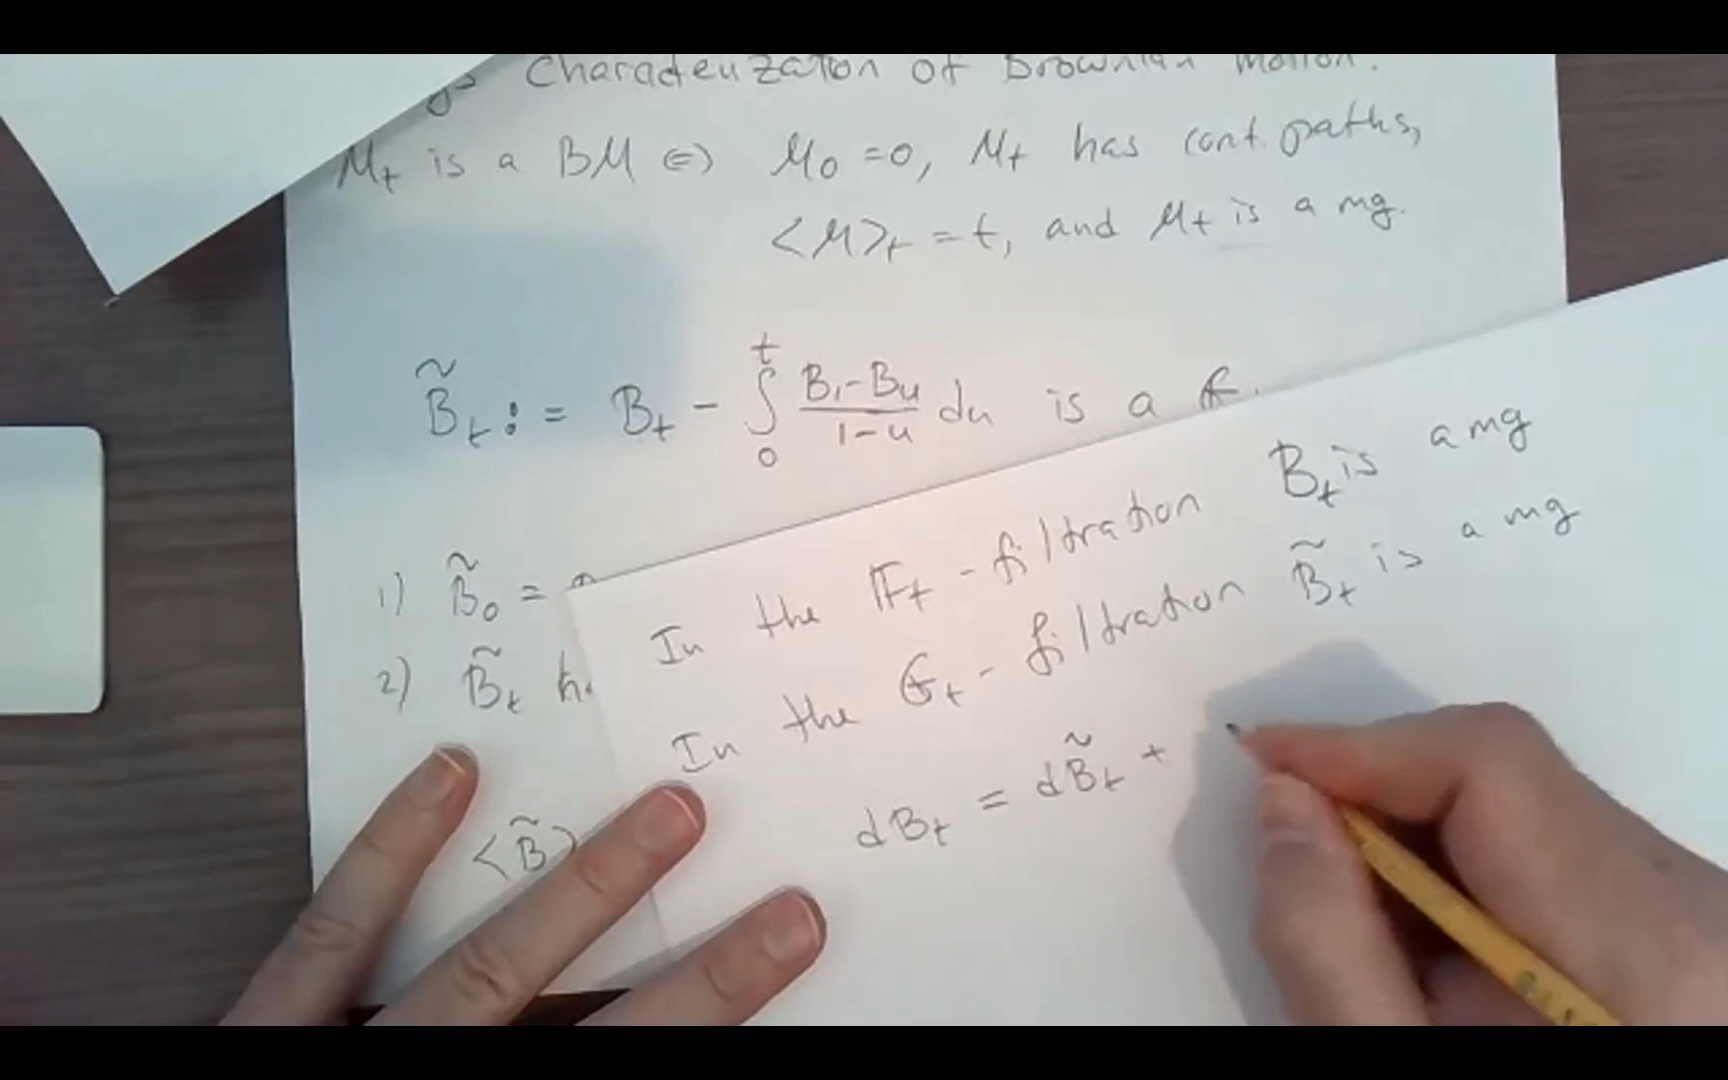 Characterization of Brownian Motion.
M_t is a BM ⇔ M_0 = 0, M_t has cont. paths,
<M>_t = t, and M_t is a mg.
B̃_t := B_t - ∫_0^t (B_1 - B_u)/(1-u) du is a
1) B̃_0 =
2) B̃_t
<B̃>
In the 𝔽_t - filtration B_t is a mg
In the G_t - filtration B̃_t is a mg
dB_t = dB̃_t +